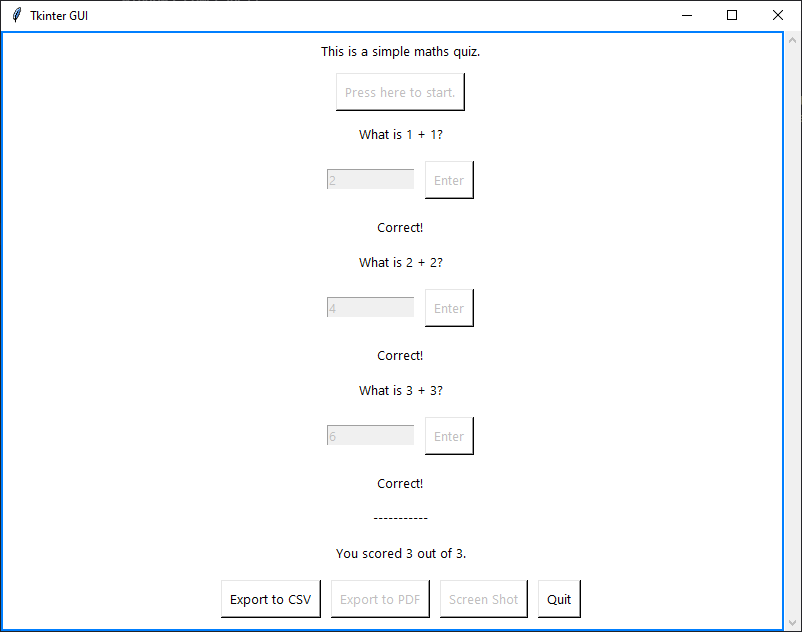 Tkinter GUI
This is a simple maths quiz.
Press here to start.
What is 1 + 1?
2 Enter
Correct!
What is 2 + 2?
4 Enter
Correct!
What is 3 + 3?
6 Enter
Correct!
-----------
You scored 3 out of 3.
Export to CSV Export to PDF Screen Shot Quit